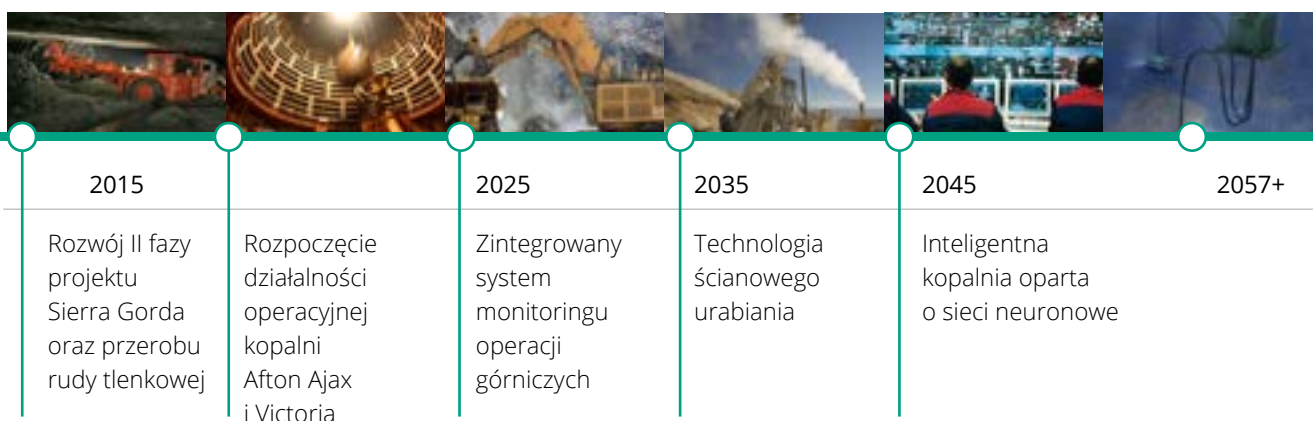 2015
2025
2035
2045
2057+
Rozwój II fazy
projektu
Sierra Gorda
oraz przerobu
rudy tlenkowej
Rozpoczęcie
działalności
operacyjnej
kopalni
Afton Ajax
i Victoria
Zintegrowany
system
monitoringu
operacji
górniczych
Technologia
ścianowego
urabiania
Inteligentna
kopalnia oparta
o sieci neuronowe